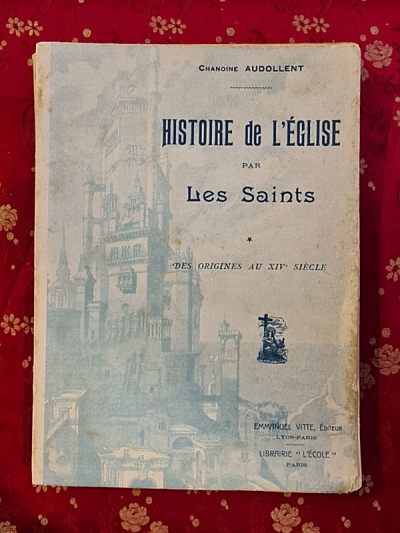 Chanoine AUDOLLENT
HISTOIRE de L'ÉGLISE
PAR
Les Saints
*
DES ORIGINES AU XIVᵉ SIÈCLE
EMMANUEL VITTE, Éditeur
LYON-PARIS
LIBRAIRIE "L'ÉCOLE"
PARIS